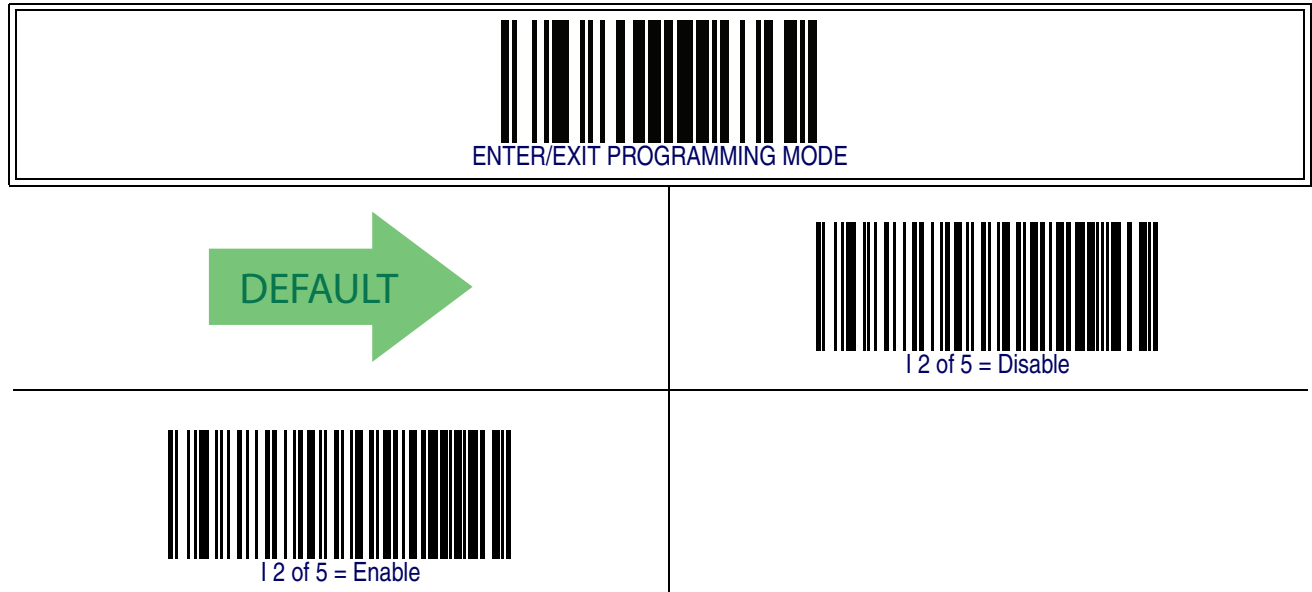 ENTER/EXIT PROGRAMMING MODE
DEFAULT
I 2 of 5 = Disable
I 2 of 5 = Enable